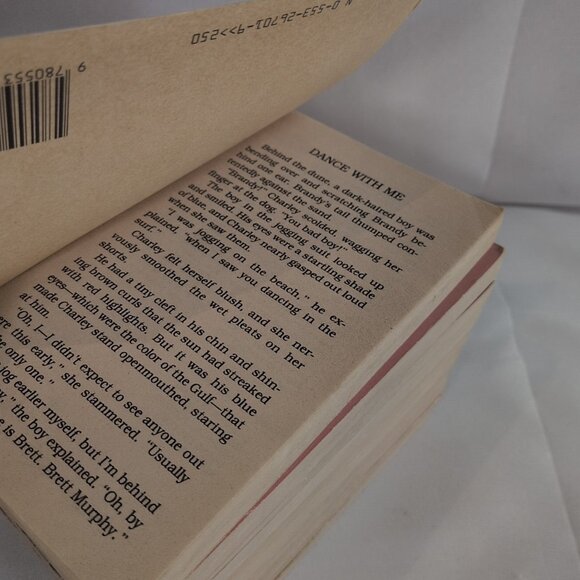 N 0-553-26701-9>>250
9 780553
DANCE WITH ME
Behind the dune, a dark-haired boy was
bending over and scratching Brandy be-
hind one ear. Brandy's tail thumped con-
tentedly against the sand.
"Brandy!" Charley scolded, wagging her
finger at the dog. "You bad boy!"
The boy in the jogging suit looked up
and smiled. His eyes were a startling shade
of blue, and Charley nearly gasped out loud
when she saw them.
"I was jogging on the beach," he ex-
plained, "when I saw you dancing in the
surf."
Charley felt herself blush, and she ner-
vously smoothed the wet pleats on her
shorts.
He had a tiny cleft in his chin and shin-
ing brown curls that the sun had streaked
with red highlights. But it was his blue
eyes—which were the color of the Gulf—that
made Charley stand openmouthed, staring
at him.
"Oh, I—I didn't expect to see anyone out
re this early," she stammered. "Usually
he only one."
jog earlier myself, but I'm behind
y," the boy explained. "Oh, by
e is Brett. Brett Murphy."